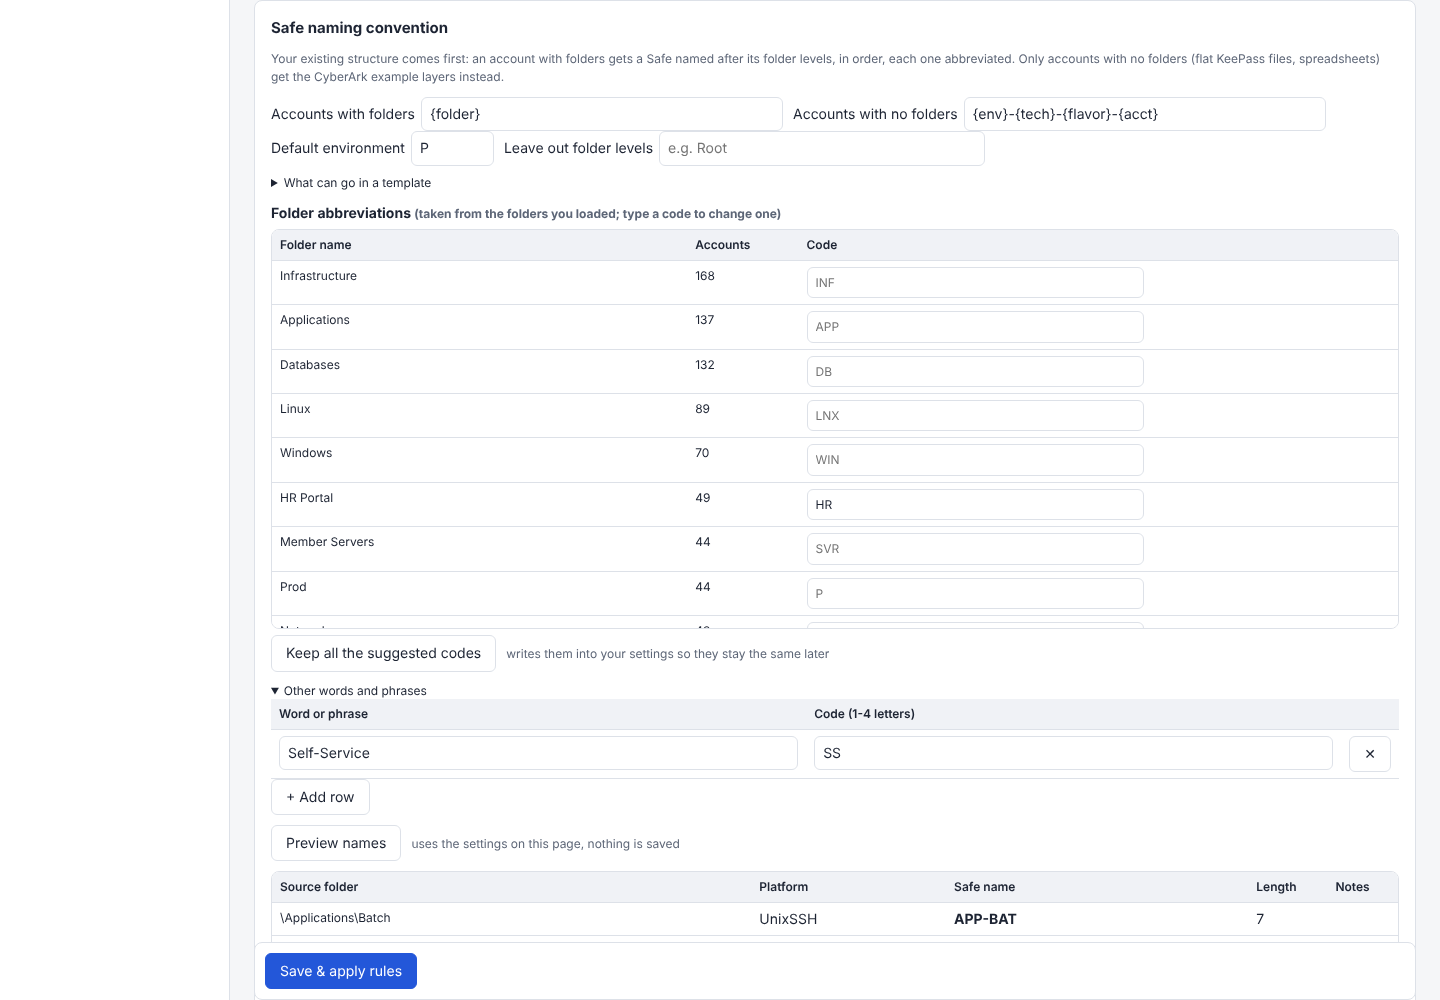 Safe naming convention
Your existing structure comes first: an account with folders gets a Safe named after its folder levels, in order, each one abbreviated. Only accounts with no folders (flat KeePass files, spreadsheets)
get the CyberArk example layers instead.
Accounts with folders {folder} Accounts with no folders {env}-{tech}-{flavor}-{acct}
Default environment P Leave out folder levels e.g. Root
▶ What can go in a template
Folder abbreviations (taken from the folders you loaded; type a code to change one)
Folder name Accounts Code
Infrastructure 168 INF
Applications 137 APP
Databases 132 DB
Linux 89 LNX
Windows 70 WIN
HR Portal 49 HR
Member Servers 44 SVR
Prod 44 P
Keep all the suggested codes writes them into your settings so they stay the same later
▼ Other words and phrases
Word or phrase Code (1-4 letters)
Self-Service SS ✕
+ Add row
Preview names uses the settings on this page, nothing is saved
Source folder Platform Safe name Length Notes
\Applications\Batch UnixSSH APP-BAT 7
Save & apply rules